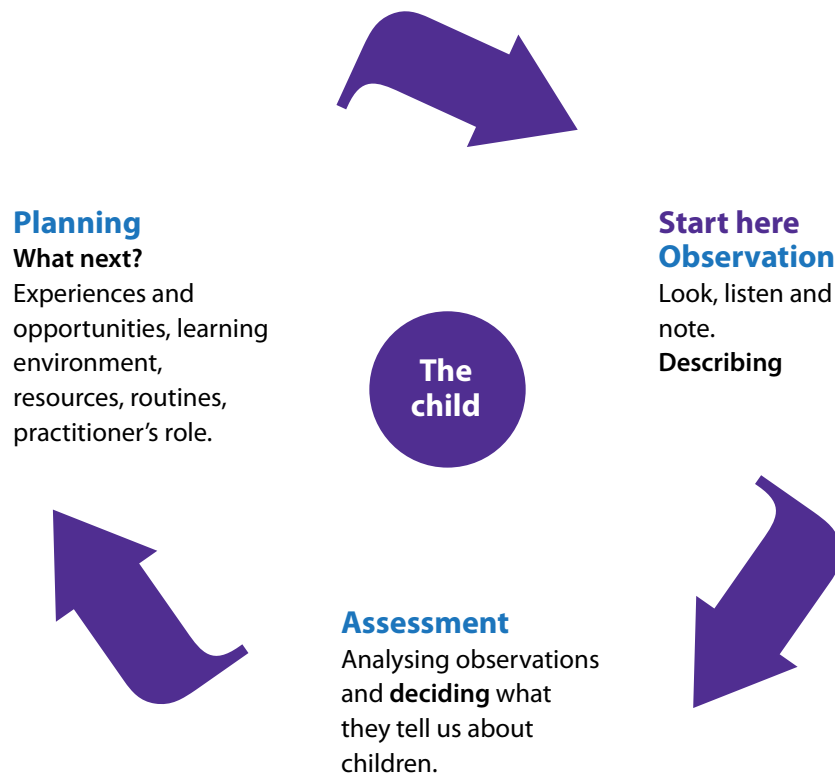 Planning
What next?
Experiences and
opportunities, learning
environment,
resources, routines,
practitioner’s role.
The
child
Start here
Observation
Look, listen and
note.
Describing
Assessment
Analysing observations
and deciding what
they tell us about
children.